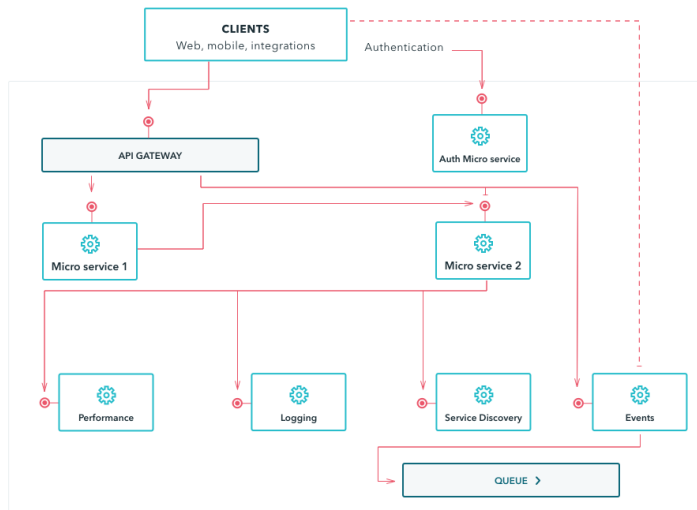 CLIENTS
Web, mobile, integrations
Authentication
API GATEWAY
Auth Micro service
Micro service 1
Micro service 2
Performance
Logging
Service Discovery
Events
QUEUE